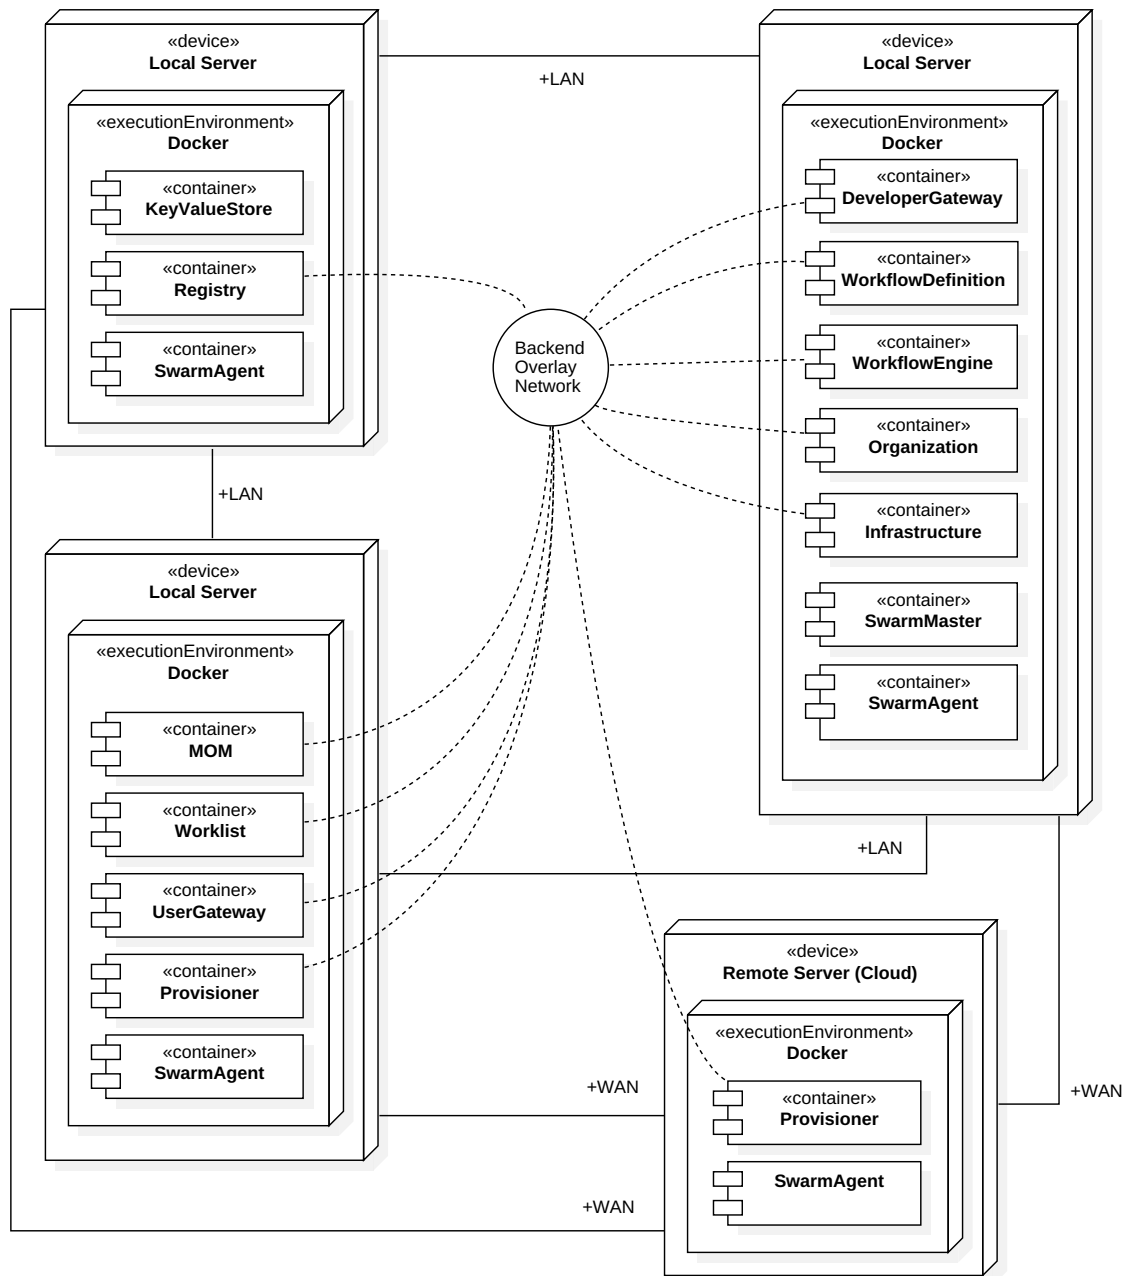 «device»
Local Server
«executionEnvironment»
Docker
«container»
KeyValueStore
«container»
Registry
«container»
SwarmAgent
+LAN
«device»
Local Server
«executionEnvironment»
Docker
«container»
DeveloperGateway
«container»
WorkflowDefinition
«container»
WorkflowEngine
«container»
Organization
«container»
Infrastructure
«container»
SwarmMaster
«container»
SwarmAgent
Backend
Overlay
Network
+LAN
«device»
Local Server
«executionEnvironment»
Docker
«container»
MOM
«container»
Worklist
«container»
UserGateway
«container»
Provisioner
«container»
SwarmAgent
+LAN
«device»
Remote Server (Cloud)
«executionEnvironment»
Docker
«container»
Provisioner
SwarmAgent
+WAN
+WAN
+WAN